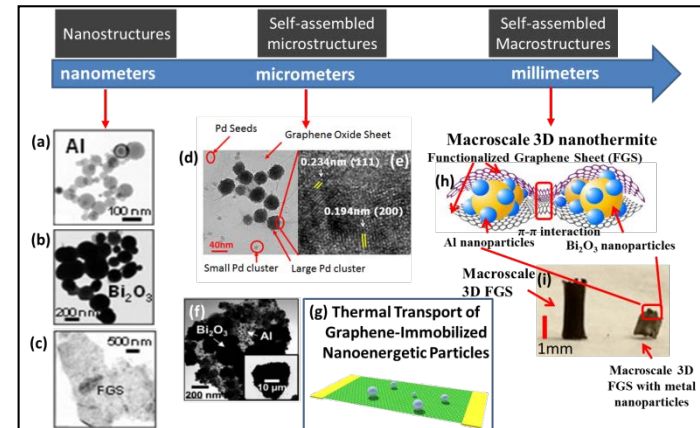 Nanostructures
Self-assembled
microstructures
Self-assembled
Macrostructures
nanometers
micrometers
millimeters
(a)
Al
100 nm
(b)
Bi₂O₃
200 nm
(c)
500 nm
FGS
Pd Seeds
Graphene Oxide Sheet
(d)
(e)
0.234nm (111)
0.194nm (200)
40nm
Small Pd cluster
Large Pd cluster
(f)
Bi₂O₃
Al
10 μm
200 nm
(g)
Thermal Transport of
Graphene-Immobilized
Nanoenergetic Particles
Macroscale 3D nanothermite
Functionalized Graphene Sheet (FGS)
(h)
π-π interaction
Al nanoparticles
Bi₂O₃ nanoparticles
(i)
Macroscale
3D FGS
1mm
Macroscale 3D
FGS with metal
nanoparticles